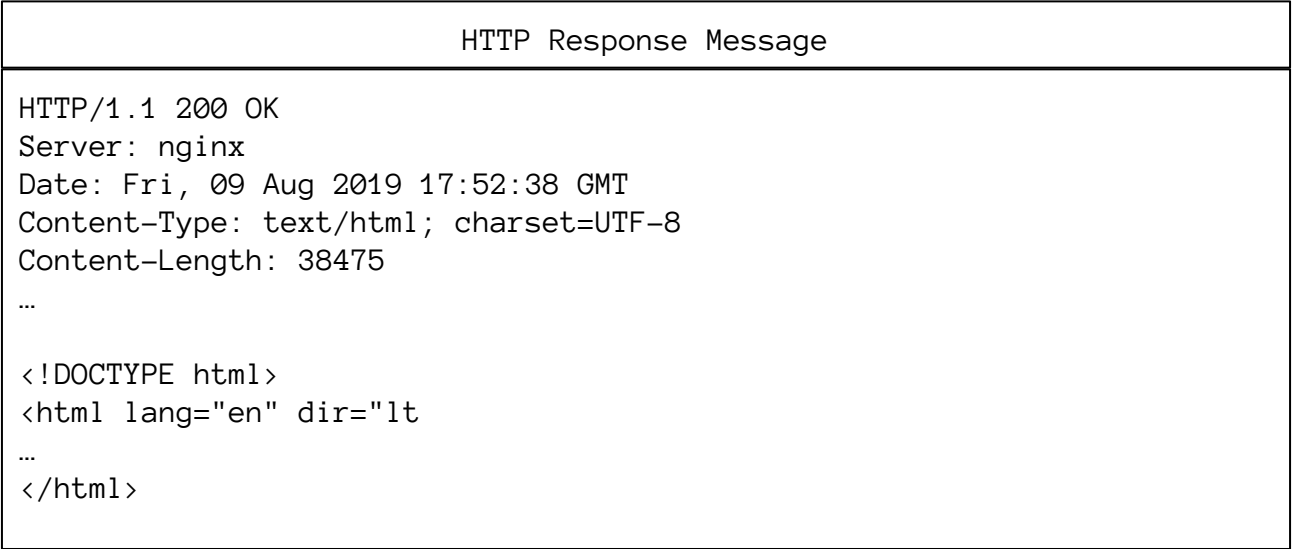 HTTP Response Message
HTTP/1.1 200 OK
Server: nginx
Date: Fri, 09 Aug 2019 17:52:38 GMT
Content-Type: text/html; charset=UTF-8
Content-Length: 38475
…
<!DOCTYPE html>
<html lang="en" dir="lt
…
</html>